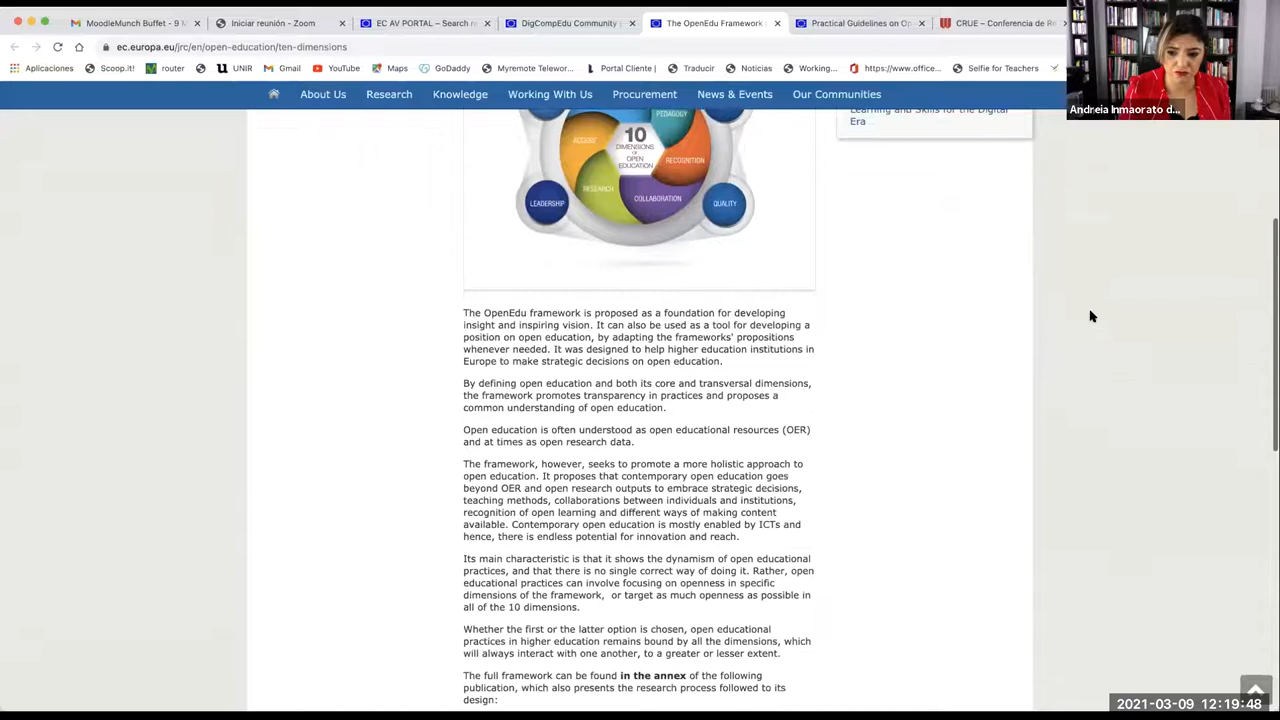 MoodleMunch Buffet - 9 M
Iniciar reunión - Zoom
EC AV PORTAL – Search re
DigCompEdu Community
The OpenEdu Framework
Practical Guidelines on Op
CRUE – Conferencia de Re
ec.europa.eu/jrc/en/open-education/ten-dimensions
Aplicaciones
Scoop.it!
router
UNIR
Gmail
YouTube
Maps
GoDaddy
Myremote Telewor...
Portal Cliente |
Traducir
Noticias
Working...
https://www.office...
Selfie for Teachers
Andreia Inmaorato d...
About Us
Research
Knowledge
Working With Us
Procurement
News & Events
Our Communities
Learning and Skills for the Digital
Era
PEDAGOGY
ACCESS
10
DIMENSIONS
OF
OPEN
EDUCATION
RECOGNITION
RESEARCH
COLLABORATION
LEADERSHIP
QUALITY
The OpenEdu framework is proposed as a foundation for developing
insight and inspiring vision. It can also be used as a tool for developing a
position on open education, by adapting the frameworks' propositions
whenever needed. It was designed to help higher education institutions in
Europe to make strategic decisions on open education.
By defining open education and both its core and transversal dimensions,
the framework promotes transparency in practices and proposes a
common understanding of open education.
Open education is often understood as open educational resources (OER)
and at times as open research data.
The framework, however, seeks to promote a more holistic approach to
open education. It proposes that contemporary open education goes
beyond OER and open research outputs to embrace strategic decisions,
teaching methods, collaborations between individuals and institutions,
recognition of open learning and different ways of making content
available. Contemporary open education is mostly enabled by ICTs and
hence, there is endless potential for innovation and reach.
Its main characteristic is that it shows the dynamism of open educational
practices, and that there is no single correct way of doing it. Rather, open
educational practices can involve focusing on openness in specific
dimensions of the framework, or target as much openness as possible in
all of the 10 dimensions.
Whether the first or the latter option is chosen, open educational
practices in higher education remains bound by all the dimensions, which
will always interact with one another, to a greater or lesser extent.
The full framework can be found in the annex of the following
publication, which also presents the research process followed to its
design:
2021-03-09 12:19:48